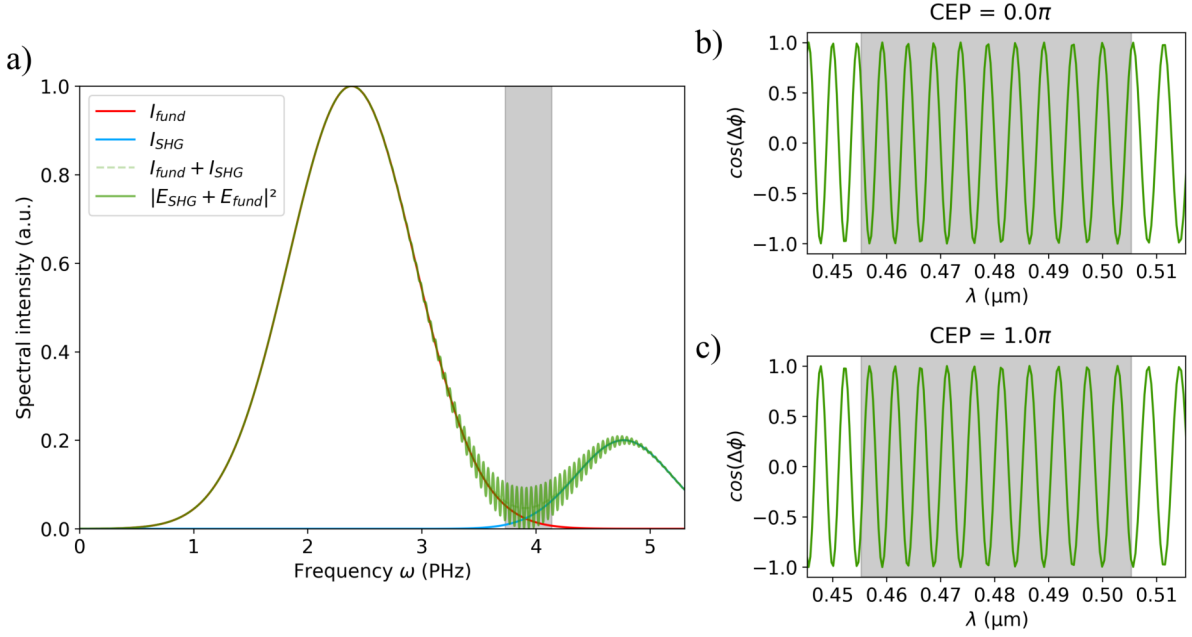 a)
1.0
0.8
0.6
0.4
0.2
0.0
Spectral intensity (a.u.)
I_fund
I_SHG
I_fund + I_SHG
|E_SHG + E_fund|²
0 1 2 3 4 5
Frequency ω (PHz)
b)
CEP = 0.0π
1.0
0.5
0.0
−0.5
−1.0
cos(Δϕ)
0.45 0.46 0.47 0.48 0.49 0.50 0.51
λ (μm)
c)
CEP = 1.0π
1.0
0.5
0.0
−0.5
−1.0
cos(Δϕ)
0.45 0.46 0.47 0.48 0.49 0.50 0.51
λ (μm)